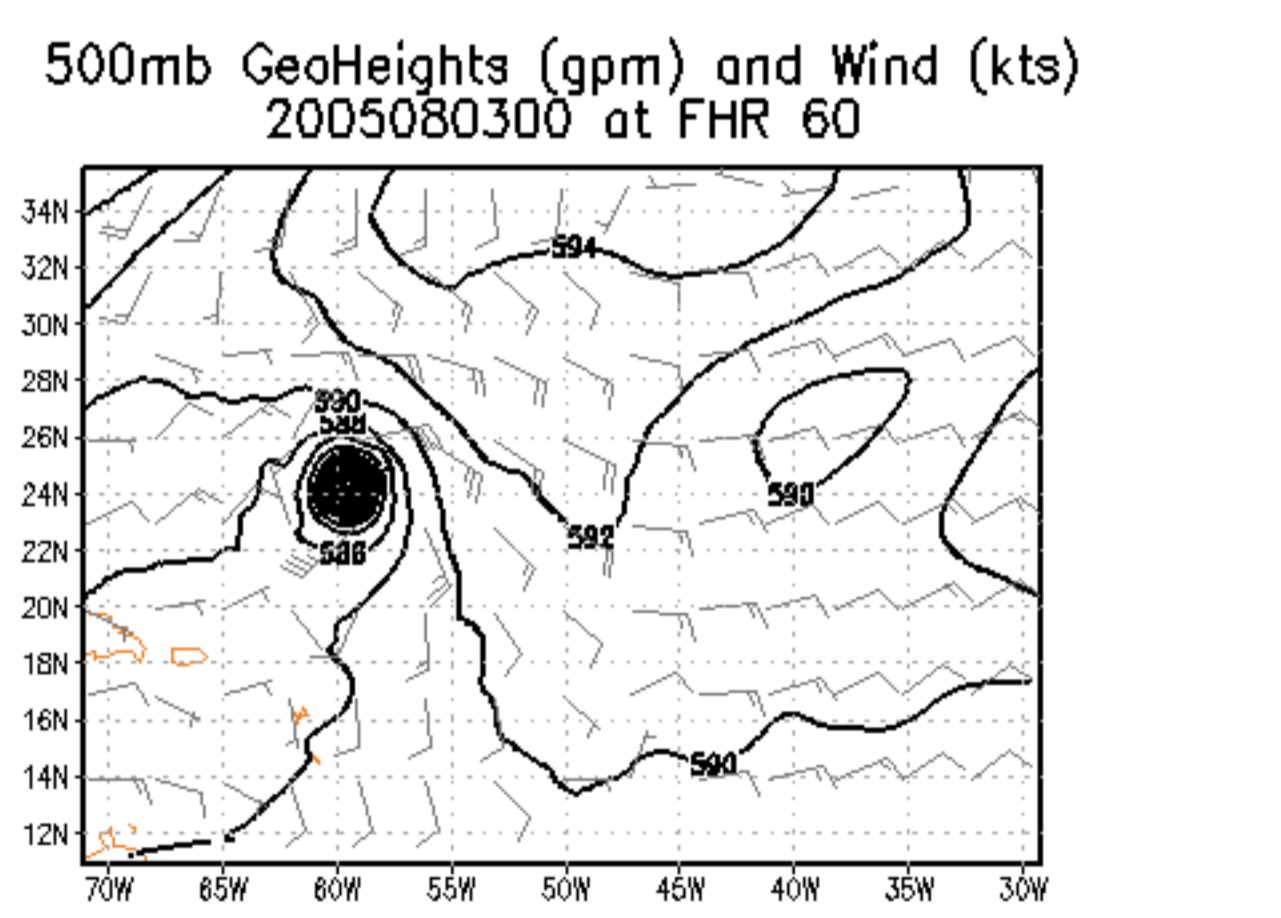 500mb GeoHeights (gpm) and Wind (kts)
2005080300 at FHR 60
34N
594
32N
30N
28N
590
588
26N
24N
590
592
22N
586
20N
18N
16N
590
14N
12N
70W 65W 60W 55W 50W 45W 40W 35W 30W